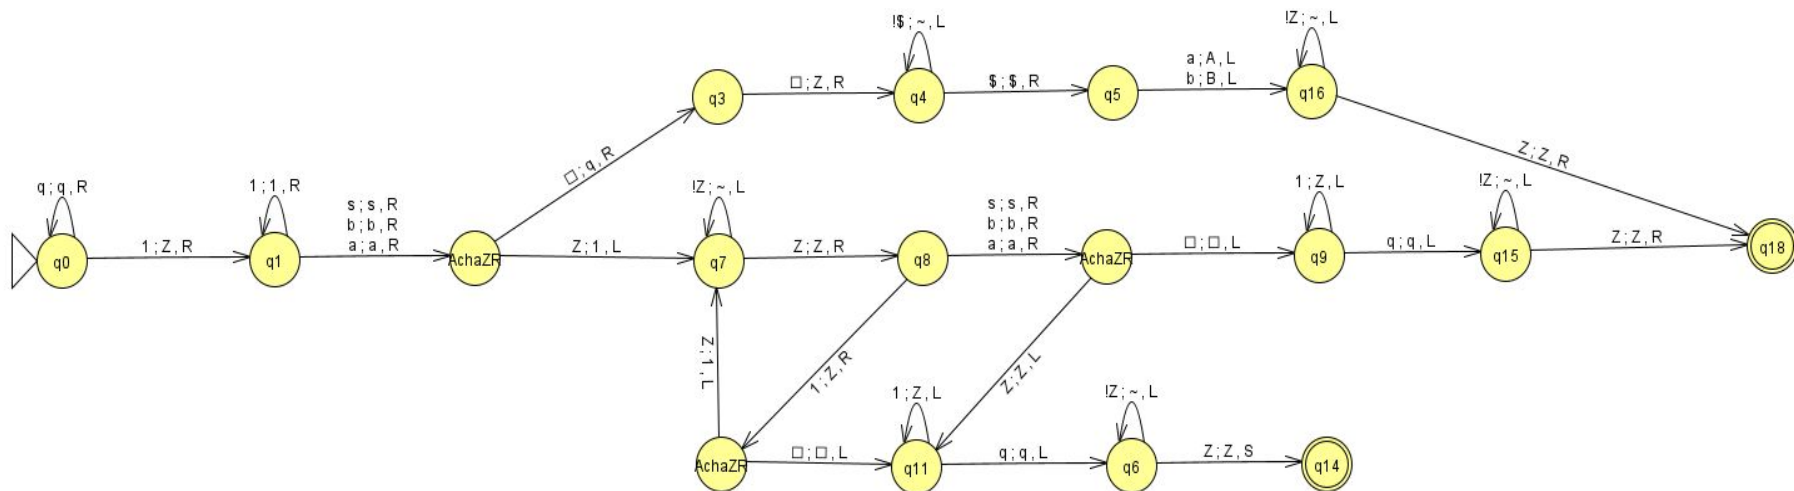 !$ ; ~ , L
!Z ; ~ , L
a ; A , L
b ; B , L
□ ; Z , R
$ ; $ , R
q3
q4
q5
q16
□ ; q , R
Z ; Z , R
q ; q , R
1 ; 1 , R
s ; s , R
b ; b , R
a ; a , R
!Z ; ~ , L
s ; s , R
b ; b , R
a ; a , R
1 ; Z , L
!Z ; ~ , L
1 ; Z , R
Z ; 1 , L
Z ; Z , R
□ ; □ , L
q ; q , L
Z ; Z , R
q0
q1
AchaZR
q7
q8
AchaZR
q9
q15
q18
Z ; 1 , L
1 ; Z , R
Z ; Z , L
1 ; Z , L
!Z ; ~ , L
□ ; □ , L
q ; q , L
Z ; Z , S
AchaZR
q11
q6
q14